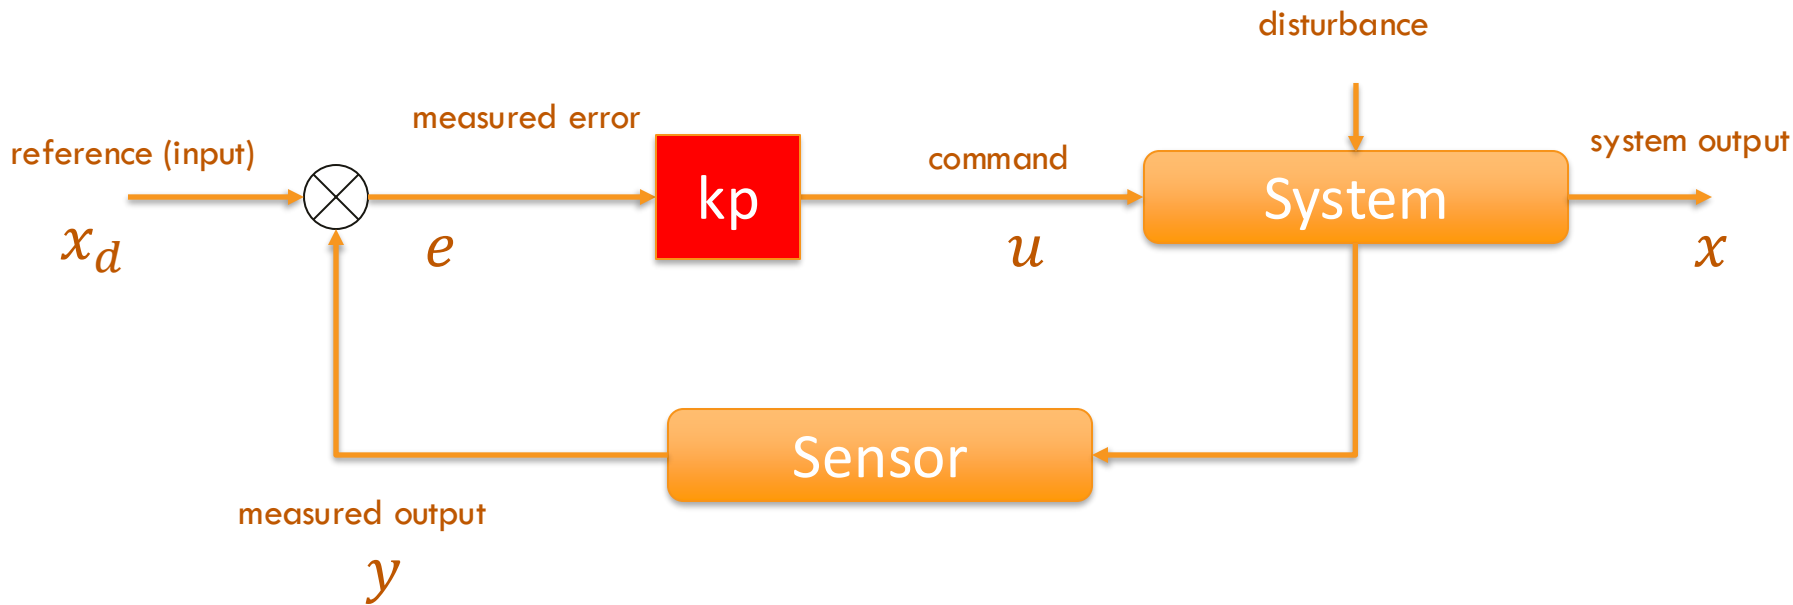 disturbance
measured error
reference (input)
command
system output
kp
System
x_d
e
u
x
Sensor
measured output
y